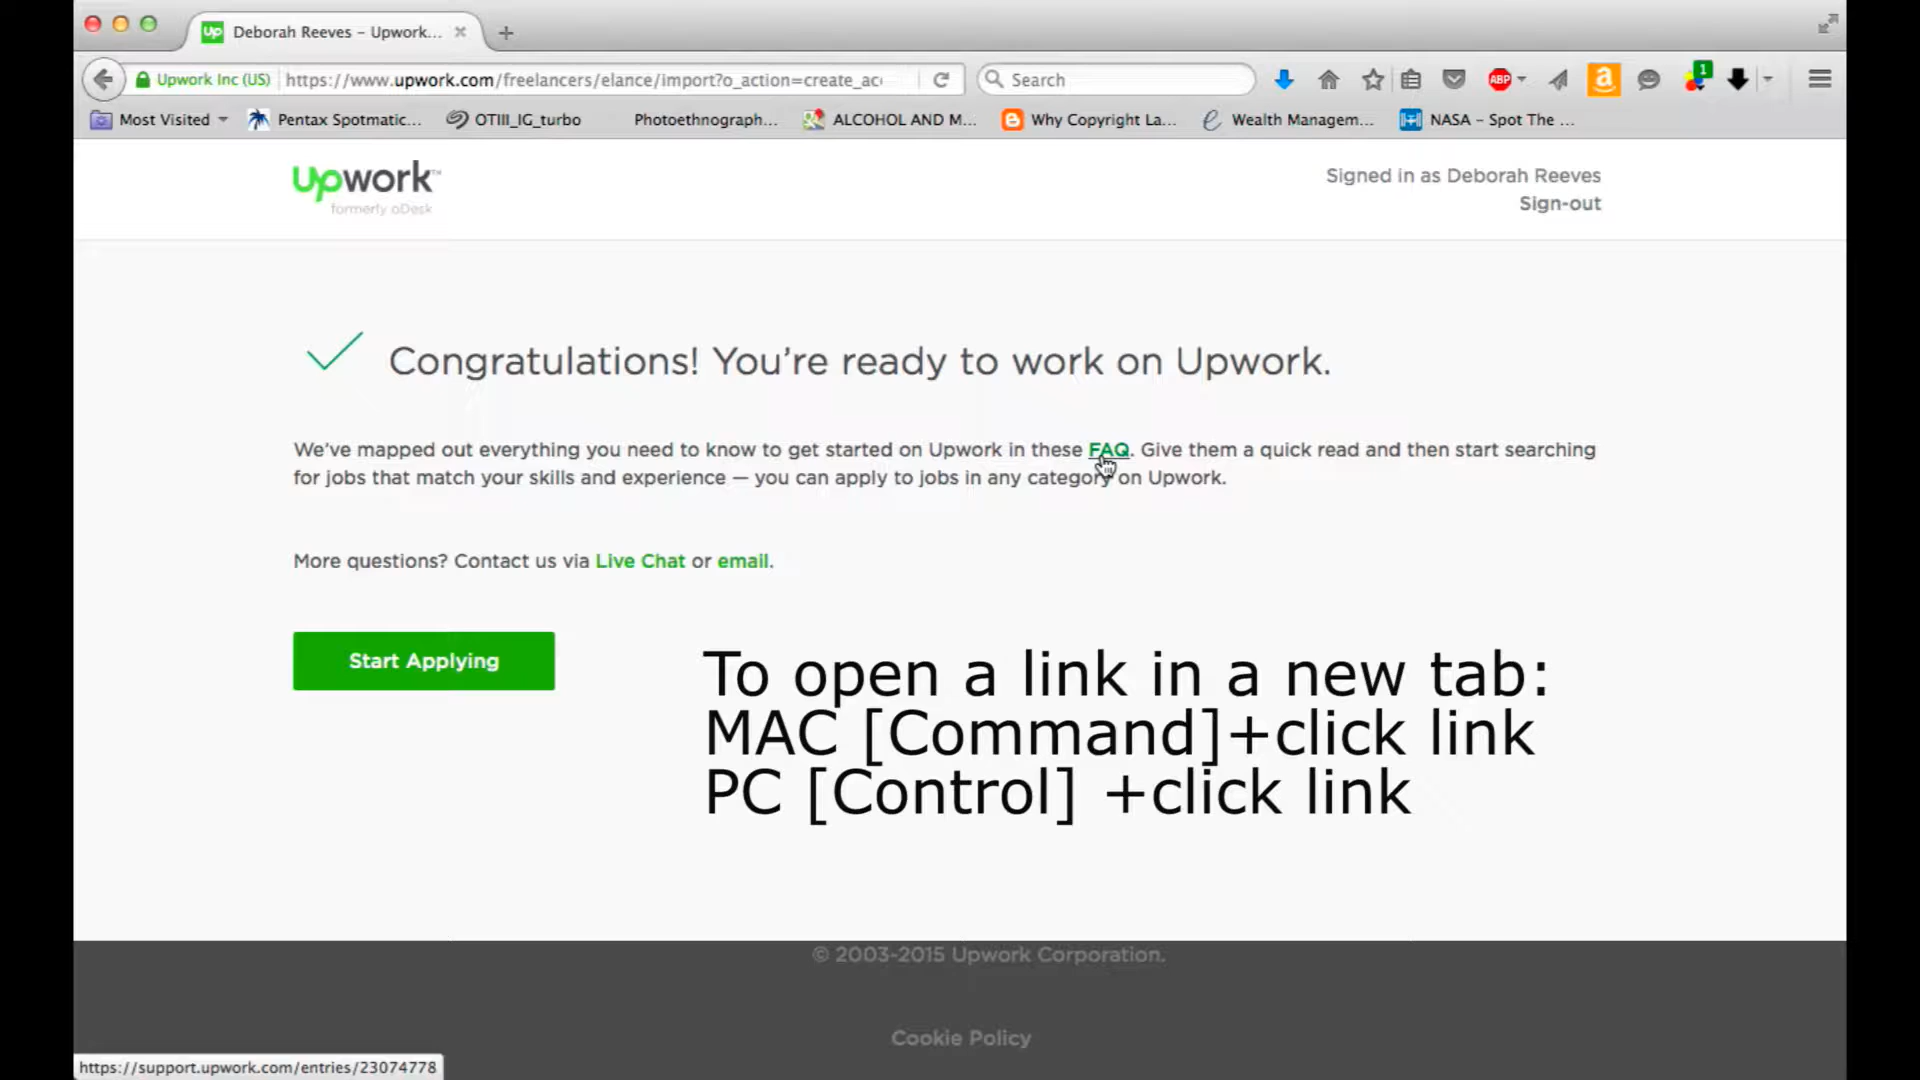 Up Deborah Reeves – Upwork...
Upwork Inc (US) https://www.upwork.com/freelancers/elance/import?o_action=create_ac Search ABP a 1
Most Visited Pentax Spotmatic... OTIII_IG_turbo Photoethnograph... ALCOHOL AND M... Why Copyright La... Wealth Managem... NASA – Spot The ...
Upwork™
formerly oDesk
Signed in as Deborah Reeves
Sign-out
Congratulations! You’re ready to work on Upwork.
We’ve mapped out everything you need to know to get started on Upwork in these FAQ. Give them a quick read and then start searching
for jobs that match your skills and experience — you can apply to jobs in any category on Upwork.
More questions? Contact us via Live Chat or email.
Start Applying
To open a link in a new tab:
MAC [Command]+click link
PC [Control] +click link
© 2003-2015 Upwork Corporation.
Cookie Policy
https://support.upwork.com/entries/23074778